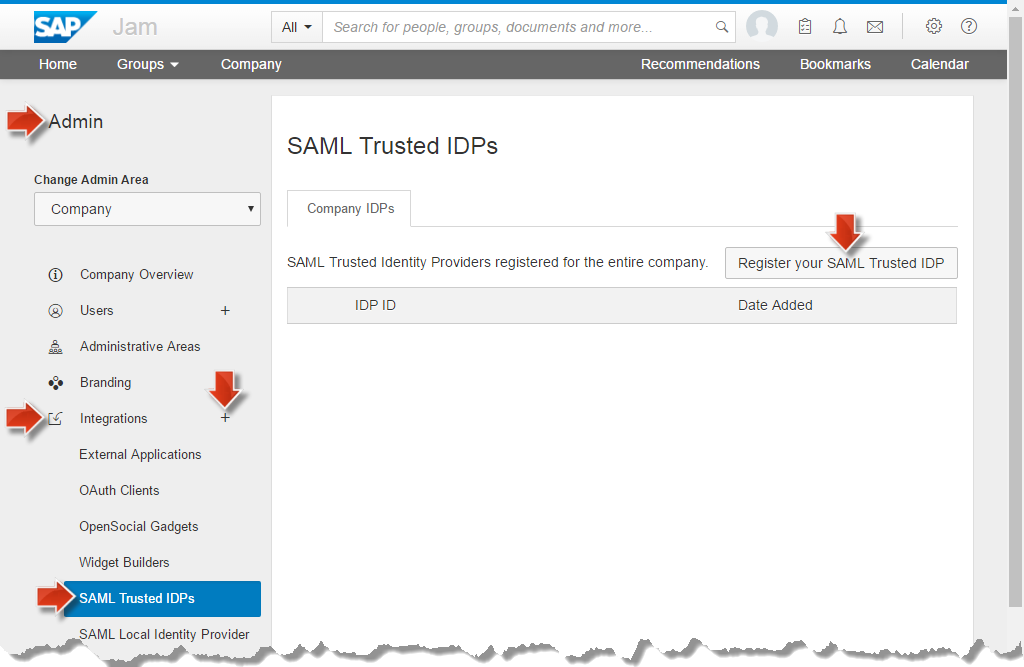 SAP Jam
All Search for people, groups, documents and more...
Home Groups Company Recommendations Bookmarks Calendar
Admin
Change Admin Area
Company
Company Overview
Users +
Administrative Areas
Branding
Integrations +
External Applications
OAuth Clients
OpenSocial Gadgets
Widget Builders
SAML Trusted IDPs
SAML Local Identity Provider
SAML Trusted IDPs
Company IDPs
SAML Trusted Identity Providers registered for the entire company. Register your SAML Trusted IDP
IDP ID Date Added